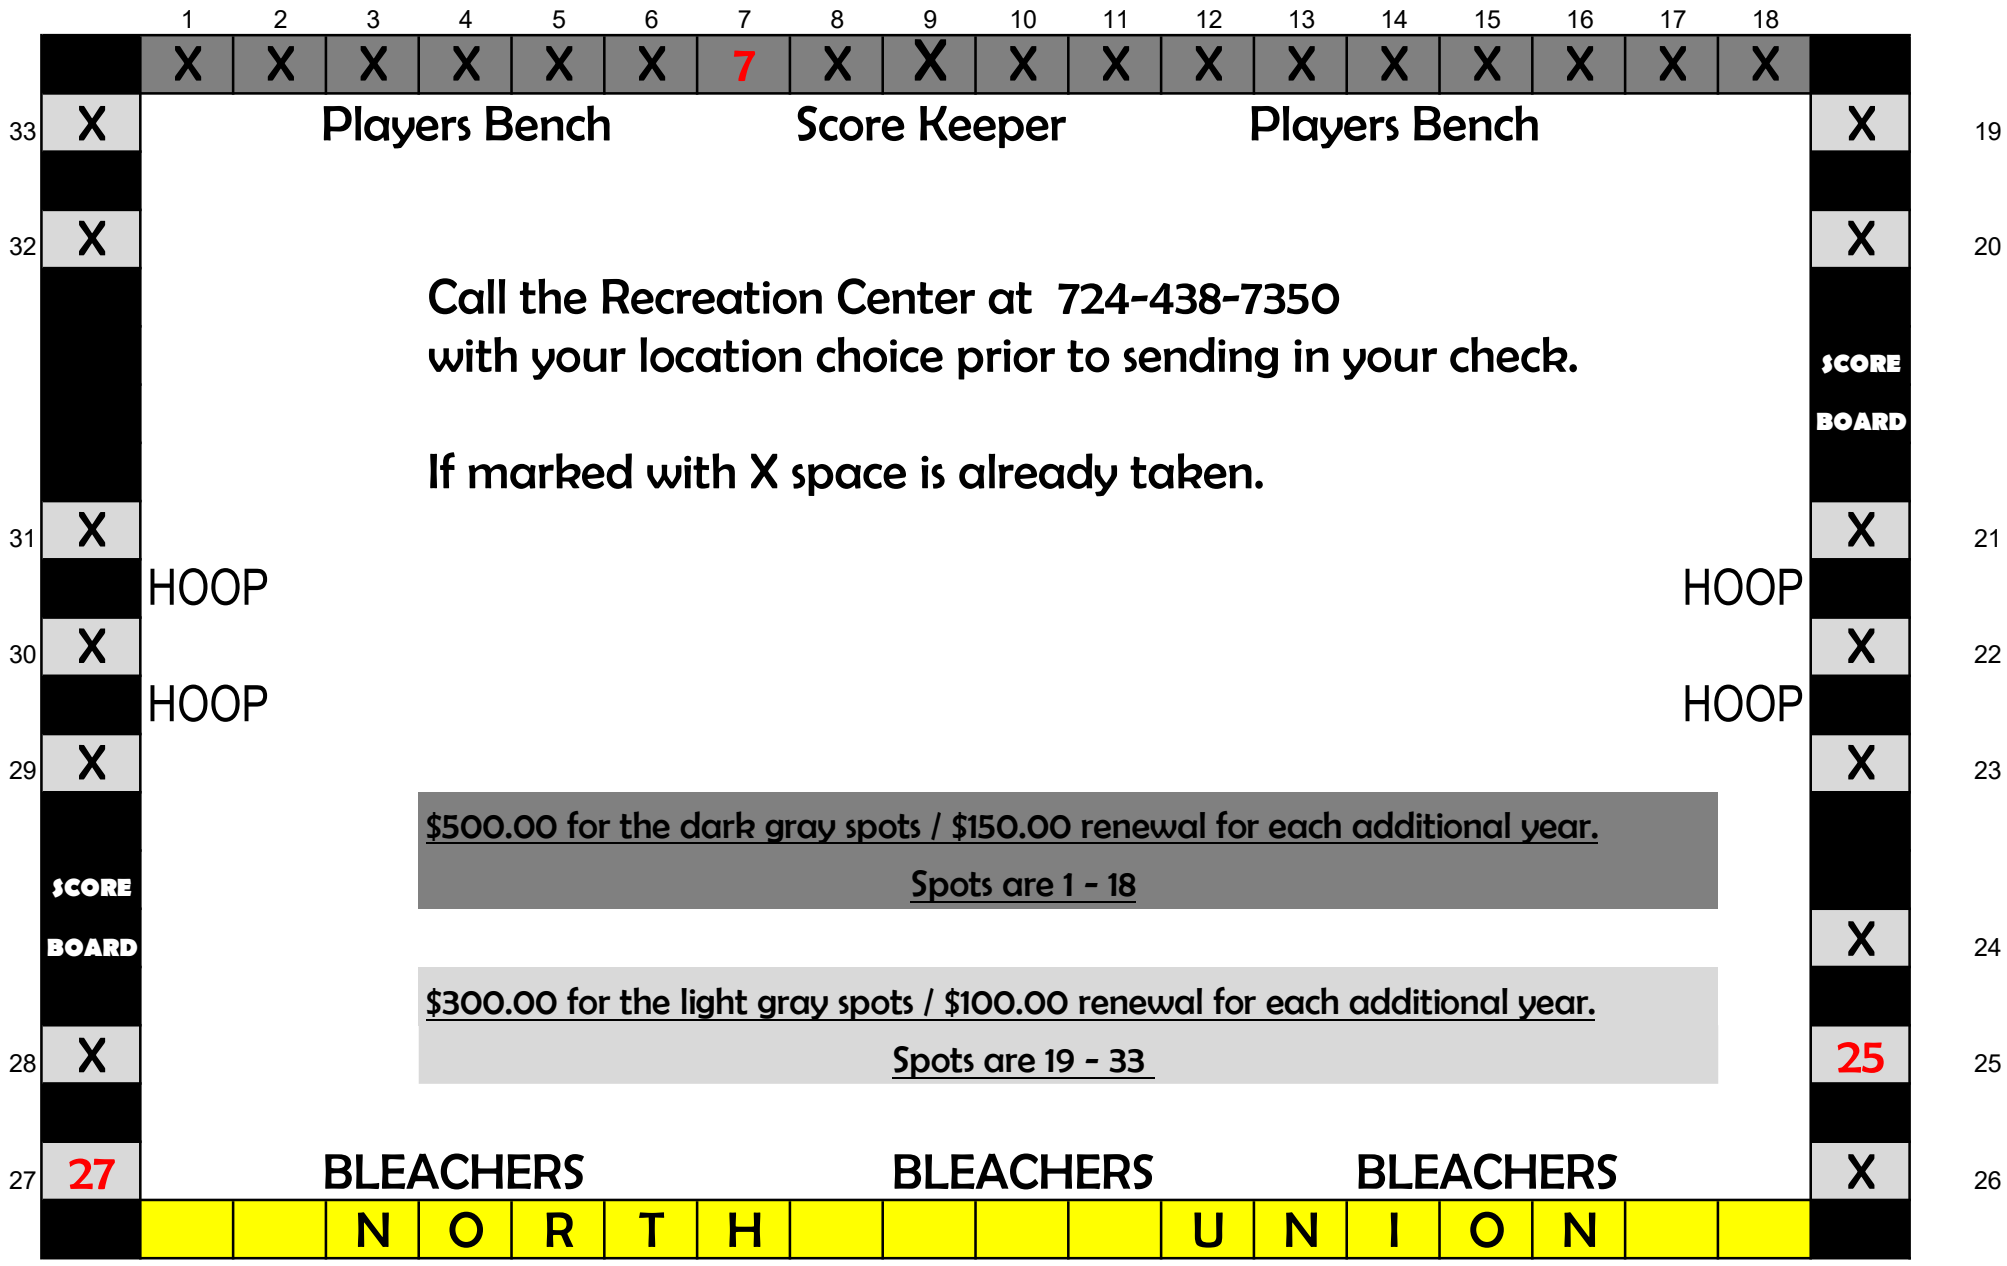 1 2 3 4 5 6 7 8 9 10 11 12 13 14 15 16 17 18
X X X X X X 7 X X X X X X X X X X X
33 X Players Bench Score Keeper Players Bench X 19
32 X X 20
Call the Recreation Center at 724-438-7350
with your location choice prior to sending in your check.
SCORE
BOARD
If marked with X space is already taken.
31 X X 21
HOOP HOOP
30 X X 22
HOOP HOOP
29 X X 23
$500.00 for the dark gray spots / $150.00 renewal for each additional year.
SCORE Spots are 1 - 18
BOARD X 24
$300.00 for the light gray spots / $100.00 renewal for each additional year.
28 X Spots are 19 - 33 25 25
27 27 BLEACHERS BLEACHERS BLEACHERS X 26
N O R T H U N I O N